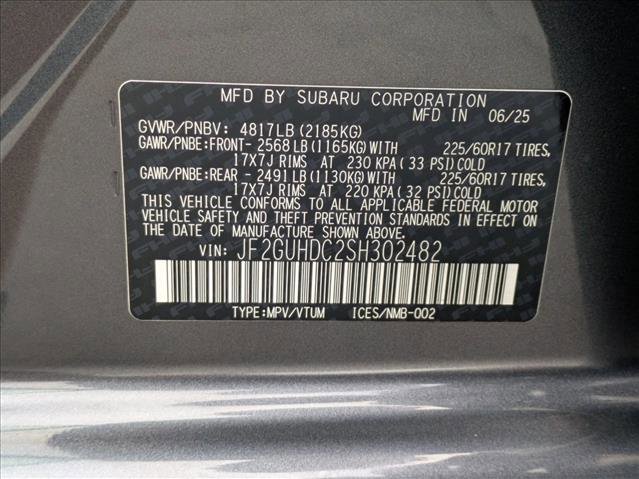 MFD BY SUBARU CORPORATION
MFD IN 06/25
GVWR/PNBV: 4817LB (2185KG)
GAWR/PNBE:FRONT- 2568 LB (1165KG) WITH 225/60R17 TIRES,
17X7J RIMS AT 230 KPA (33 PSI) COLD
GAWR/PNBE:REAR - 2491 LB (1130KG) WITH 225/60R17 TIRES,
17X7J RIMS AT 220 KPA (32 PSI) COLD
THIS VEHICLE CONFORMS TO ALL APPLICABLE FEDERAL MOTOR
VEHICLE SAFETY AND THEFT PREVENTION STANDARDS IN EFFECT ON
THE DATE OF MANUFACTURE SHOWN ABOVE.
VIN: JF2GUHDC2SH302482
TYPE:MPV/VTUM ICES/NMB-002